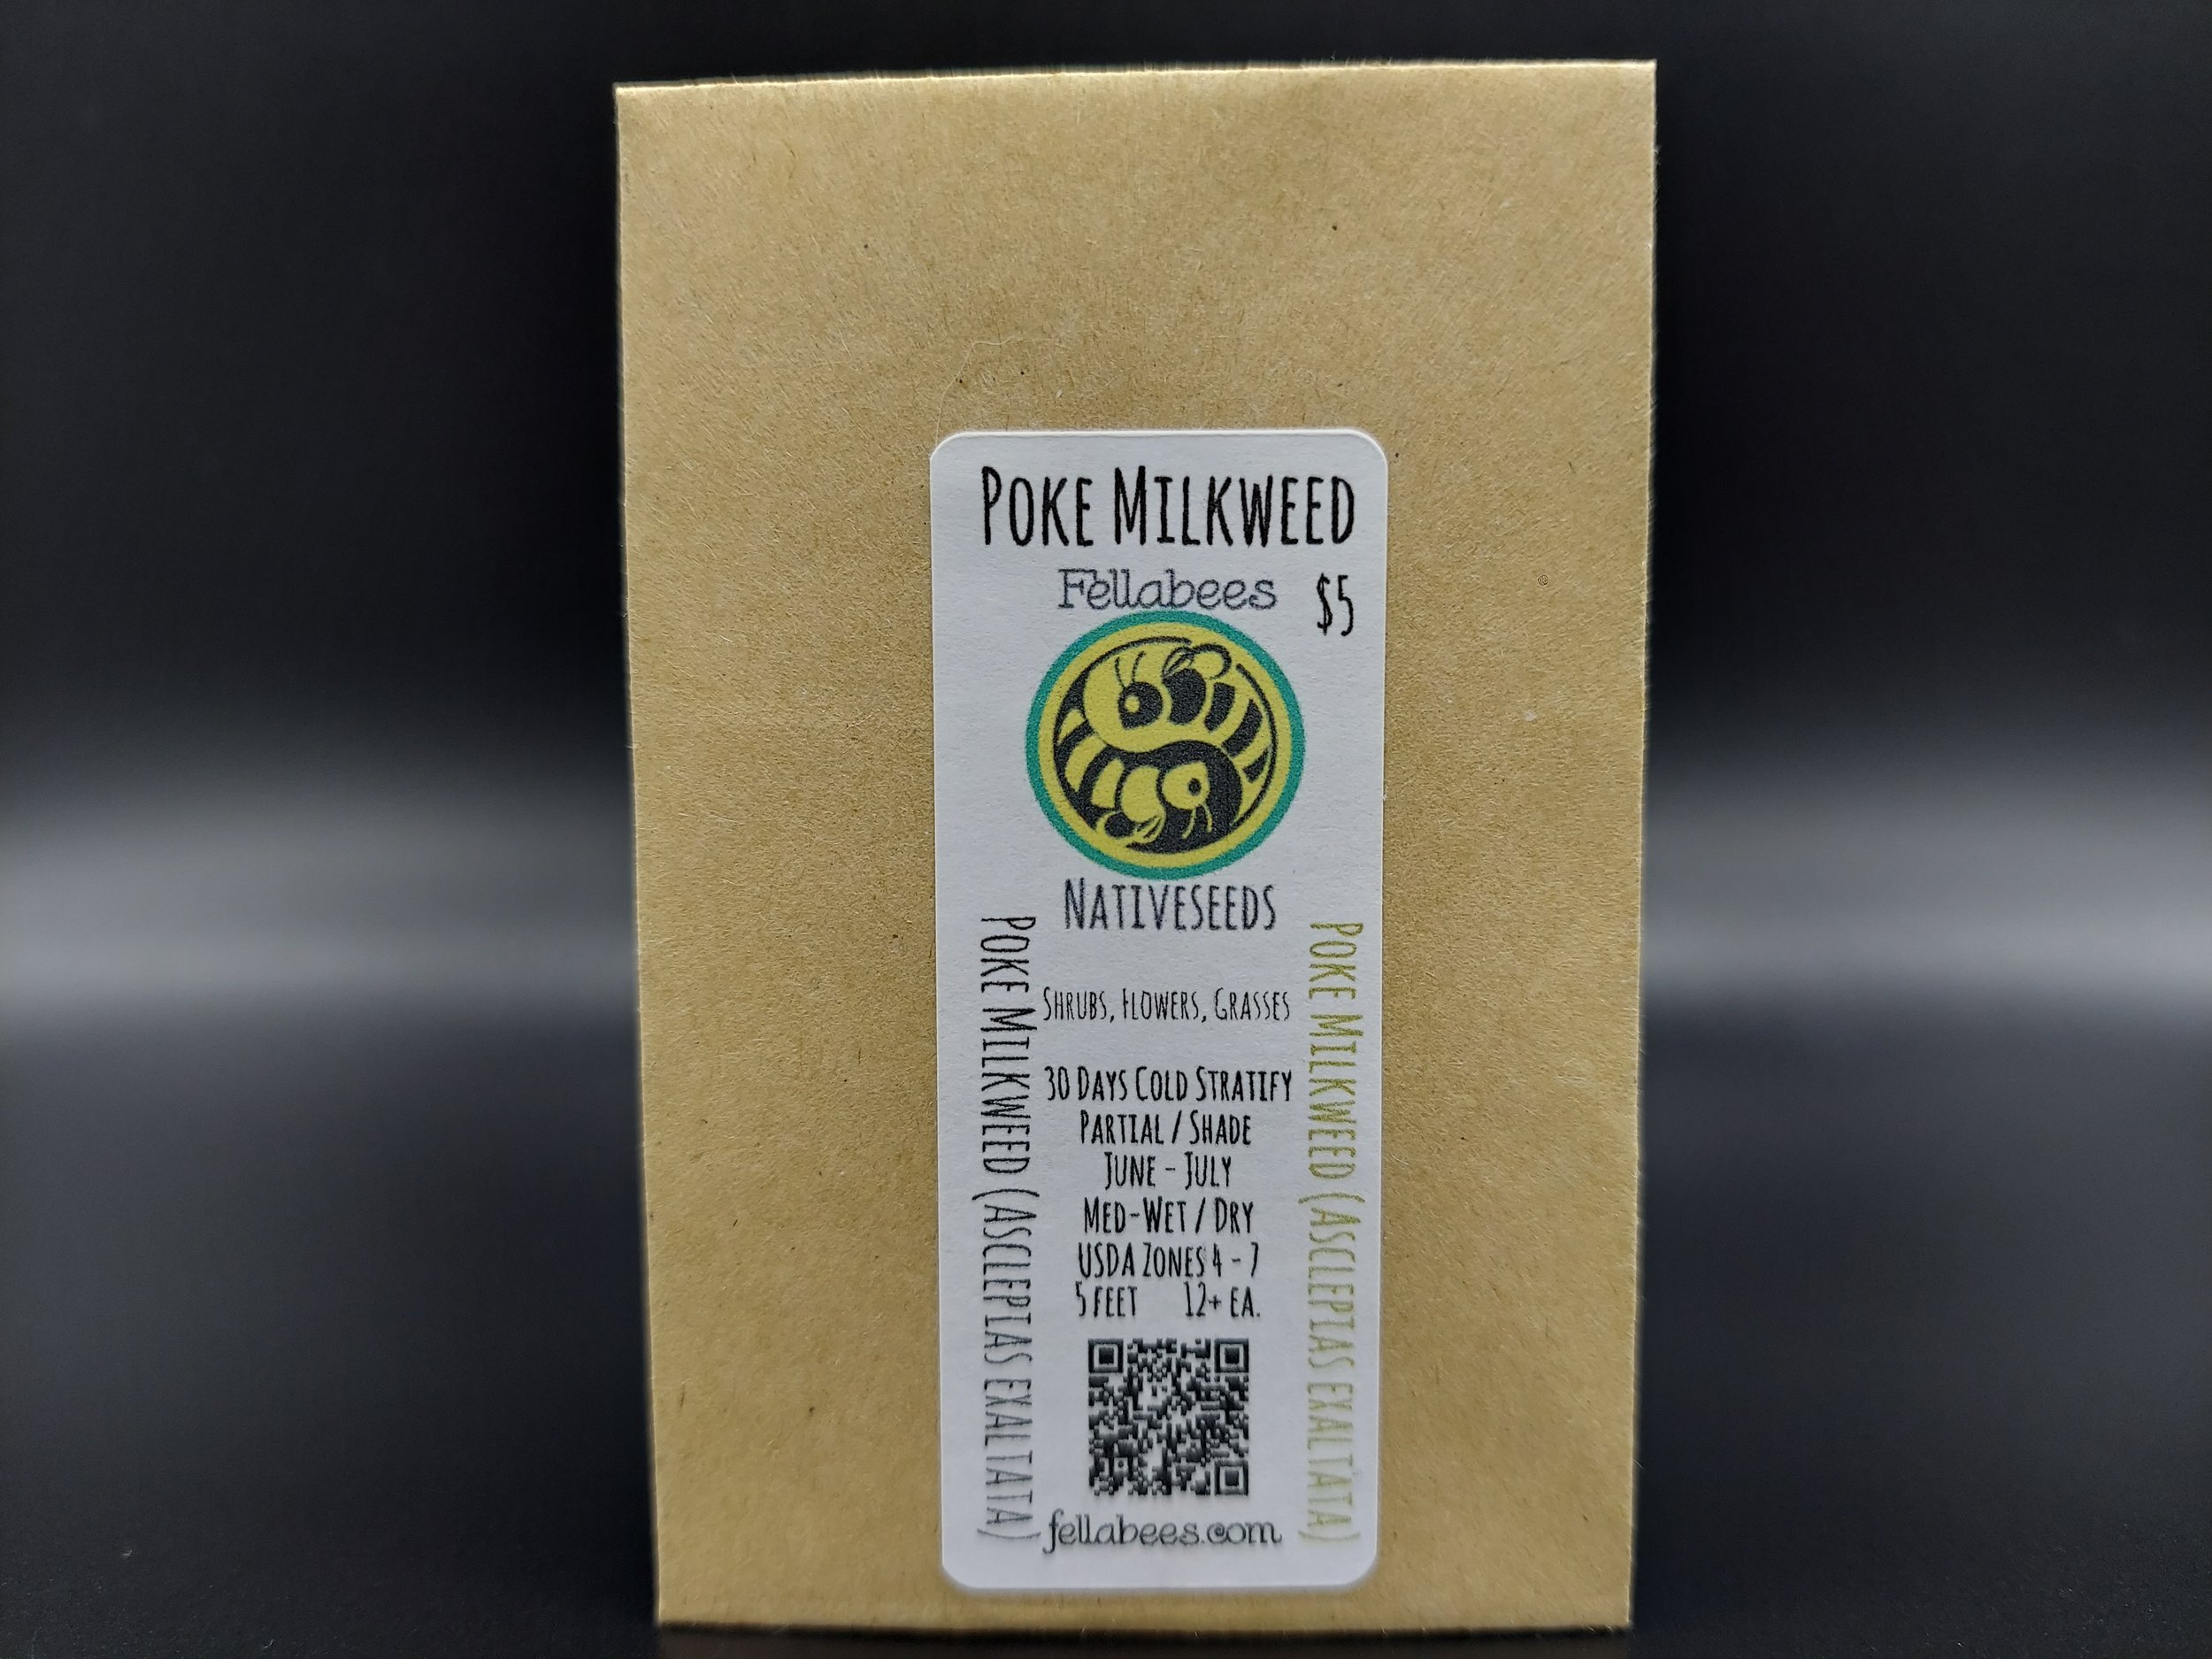 Poke Milkweed
Fellabees
$5
Nativeseeds
Shrubs, Flowers, Grasses
30 Days Cold Stratify
Partial / Shade
June - July
Med-Wet / Dry
USDA Zones 4 - 7
5 feet 12+ ea.
fellabees.com
Poke Milkweed (Asclepias exaltata)
Poke Milkweed (Asclepias exaltata)